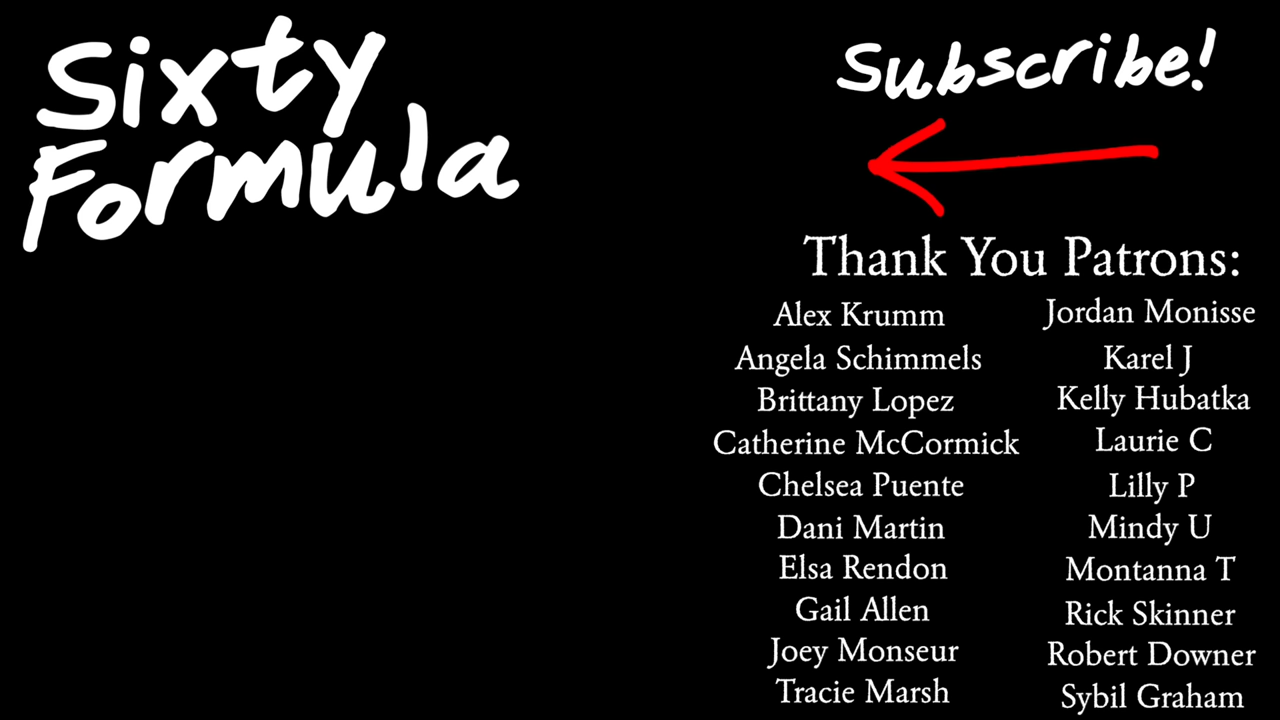 Sixty
Formula
Subscribe!
Thank You Patrons:
Alex Krumm
Angela Schimmels
Brittany Lopez
Catherine McCormick
Chelsea Puente
Dani Martin
Elsa Rendon
Gail Allen
Joey Monseur
Tracie Marsh
Jordan Monisse
Karel J
Kelly Hubatka
Laurie C
Lilly P
Mindy U
Montanna T
Rick Skinner
Robert Downer
Sybil Graham